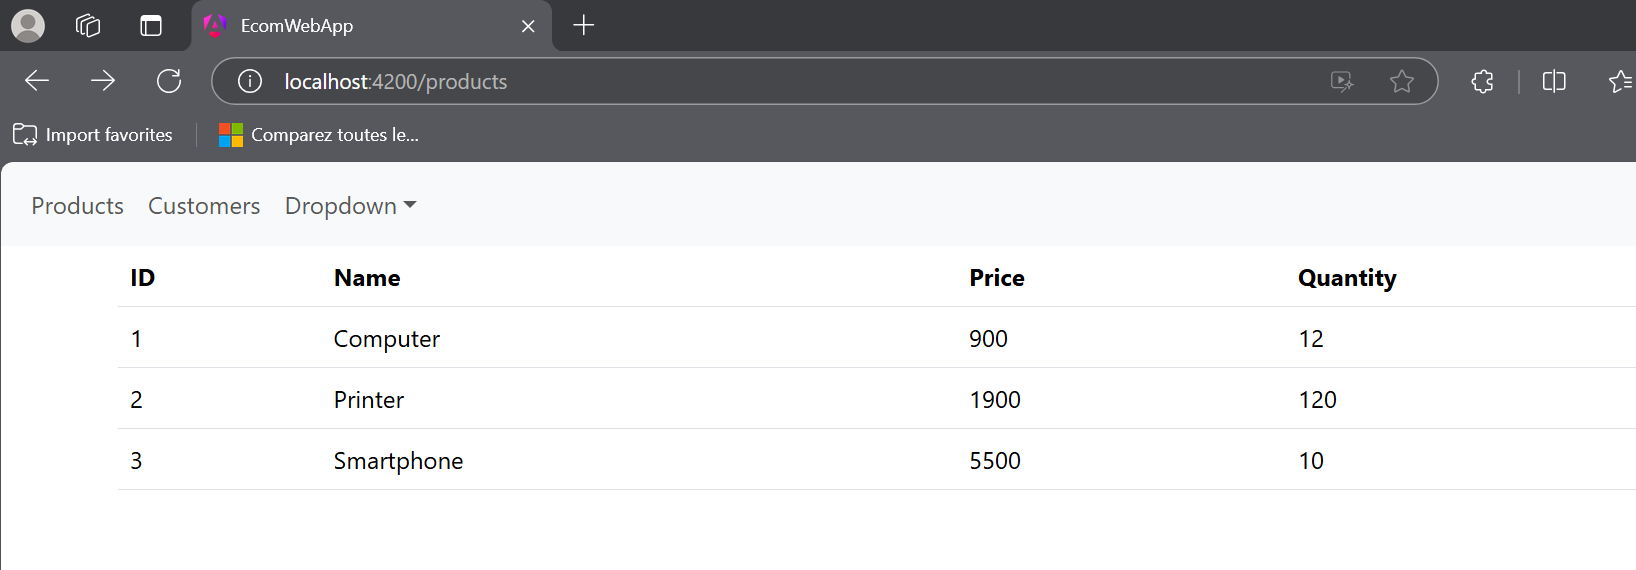 EcomWebApp
localhost:4200/products
Import favorites Comparez toutes le...
Products Customers Dropdown
ID Name Price Quantity
1 Computer 900 12
2 Printer 1900 120
3 Smartphone 5500 10